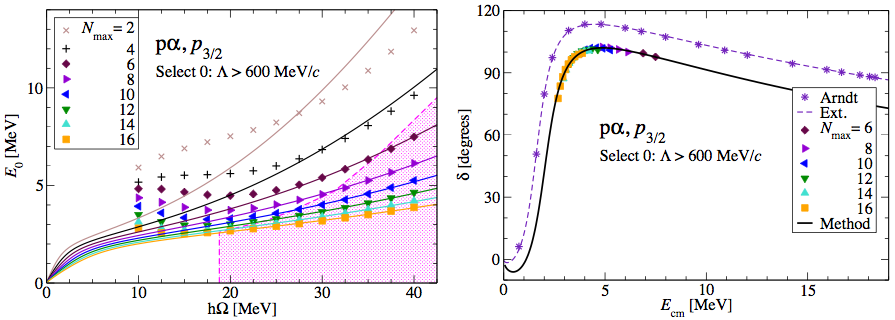 N_max = 2
4
6
8
10
12
14
16
pα, p_3/2
Select 0: Λ > 600 MeV/c
E_0 [MeV]
10
5
0
0
10
20
30
40
hΩ [MeV]
120
90
60
30
0
δ [degrees]
pα, p_3/2
Select 0: Λ > 600 MeV/c
Arndt
Ext.
N_max = 6
8
10
12
14
16
Method
0
5
10
15
E_cm [MeV]